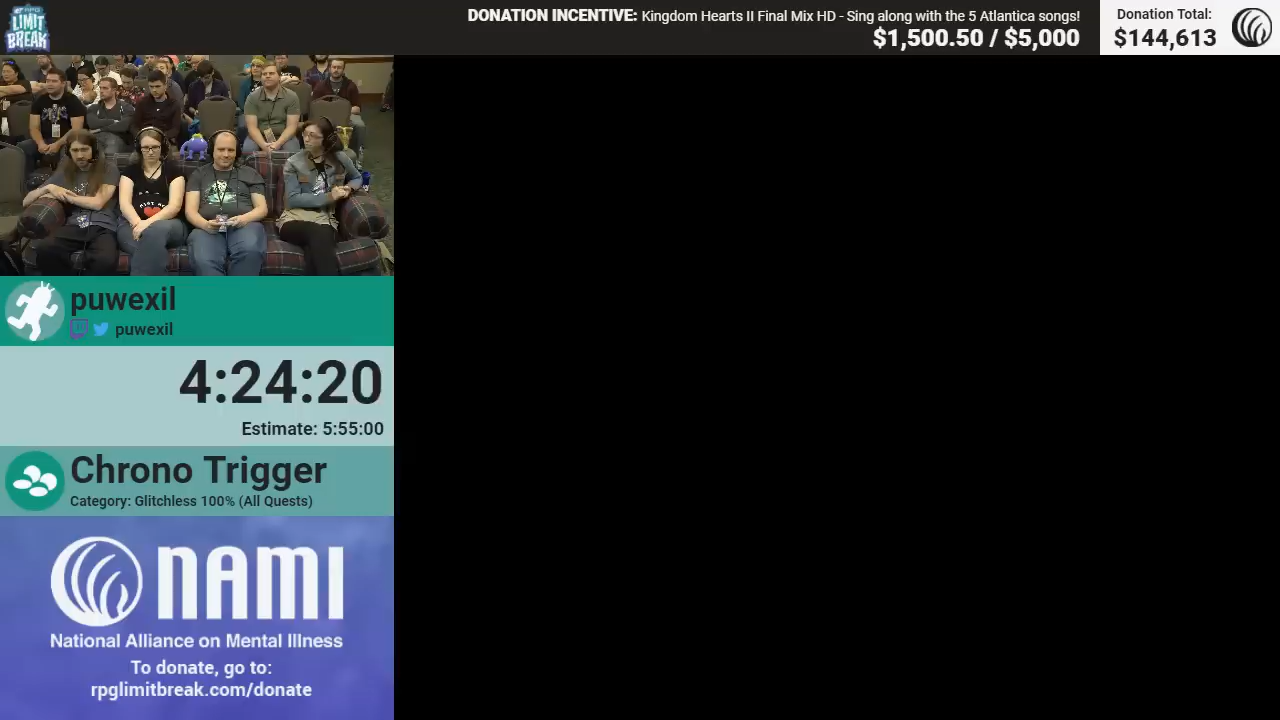 RPG
LIMIT
BREAK
DONATION INCENTIVE: Kingdom Hearts II Final Mix HD - Sing along with the 5 Atlantica songs!
$1,500.50 / $5,000
Donation Total:
$144,613
puwexil
puwexil
4:24:20
Estimate: 5:55:00
Chrono Trigger
Category: Glitchless 100% (All Quests)
NAMI
National Alliance on Mental Illness
To donate, go to:
rpglimitbreak.com/donate